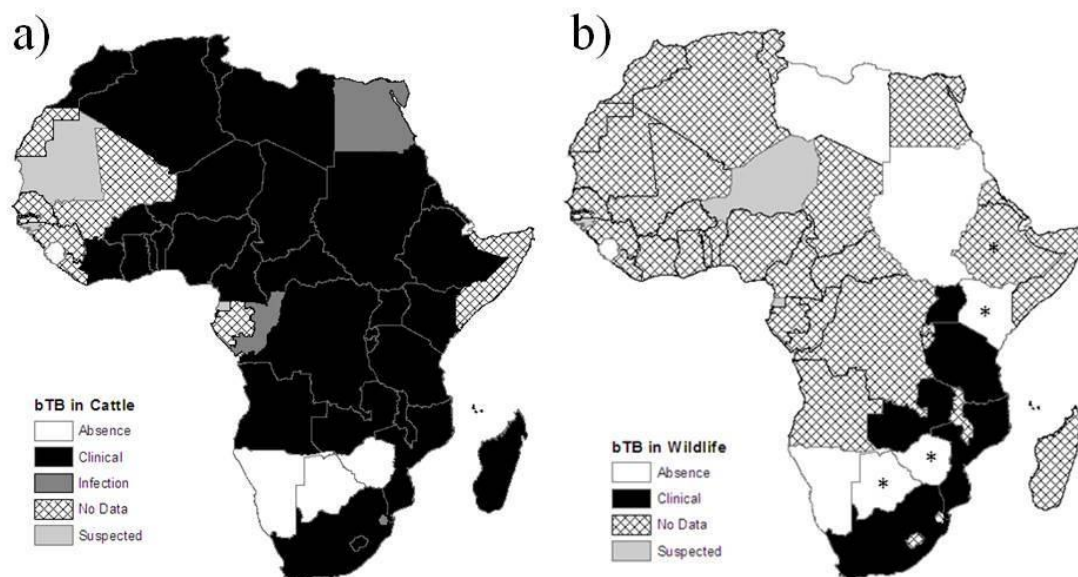 a)
bTB in Cattle
Absence
Clinical
Infection
No Data
Suspected
b)
*
*
*
*
bTB in Wildlife
Absence
Clinical
No Data
Suspected